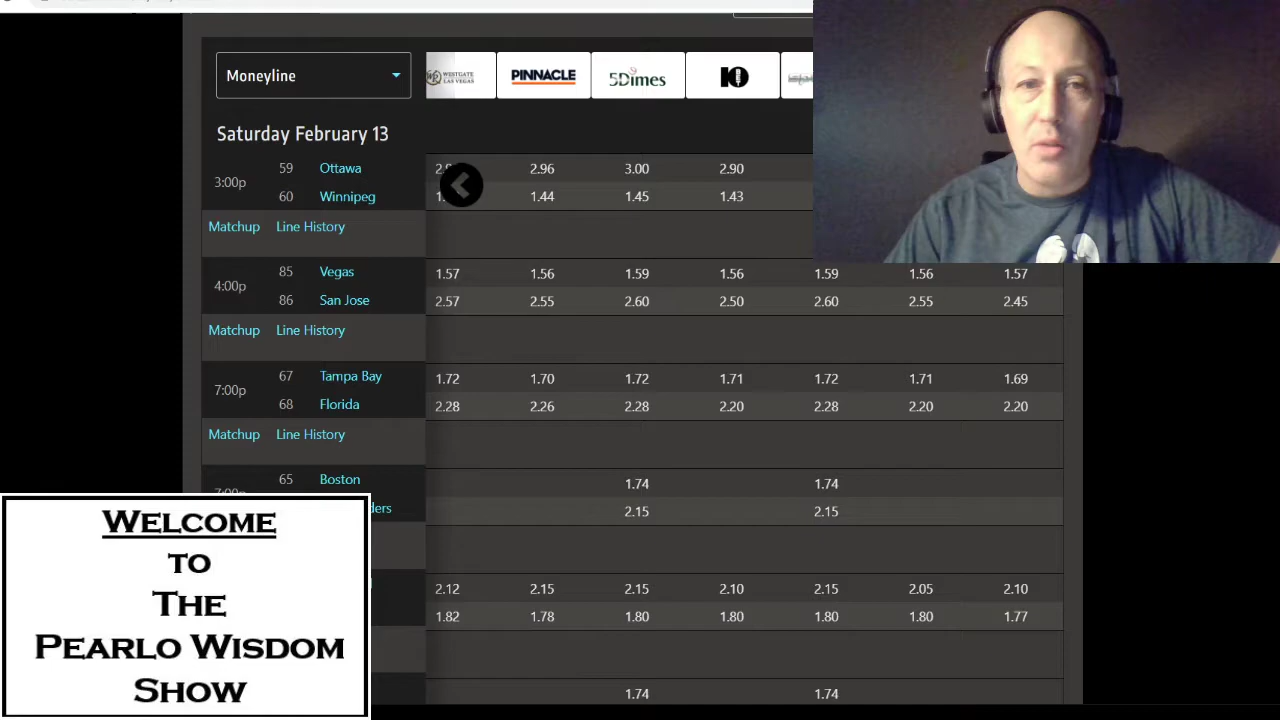 Moneyline
WESTGATE LAS VEGAS PINNACLE 5Dimes 10
Saturday February 13
3:00p
59 Ottawa 2.96 3.00 2.90
60 Winnipeg 1.44 1.45 1.43
Matchup Line History
4:00p
85 Vegas 1.57 1.56 1.59 1.56 1.59 1.56 1.57
86 San Jose 2.57 2.55 2.60 2.50 2.60 2.55 2.45
Matchup Line History
7:00p
67 Tampa Bay 1.72 1.70 1.72 1.71 1.72 1.71 1.69
68 Florida 2.28 2.26 2.28 2.20 2.28 2.20 2.20
Matchup Line History
7:00p
65 Boston 1.74 1.74
ders 2.15 2.15
2.12 2.15 2.15 2.10 2.15 2.05 2.10
1.82 1.78 1.80 1.80 1.80 1.80 1.77
1.74 1.74
WELCOME
TO
THE
PEARLO WISDOM
SHOW